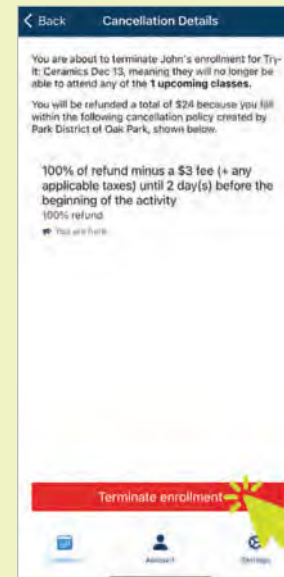 Back
Cancellation Details
You are about to terminate John's enrollment for Try-
It: Ceramics Dec 13, meaning they will no longer be
able to attend any of the 1 upcoming classes.
You will be refunded a total of $24 because you fall
within the following cancellation policy created by
Park District of Oak Park, shown below.
100% of refund minus a $3 fee (+ any
applicable taxes) until 2 day(s) before the
beginning of the activity
100% refund
You are here
Terminate enrollment
Account
Settings